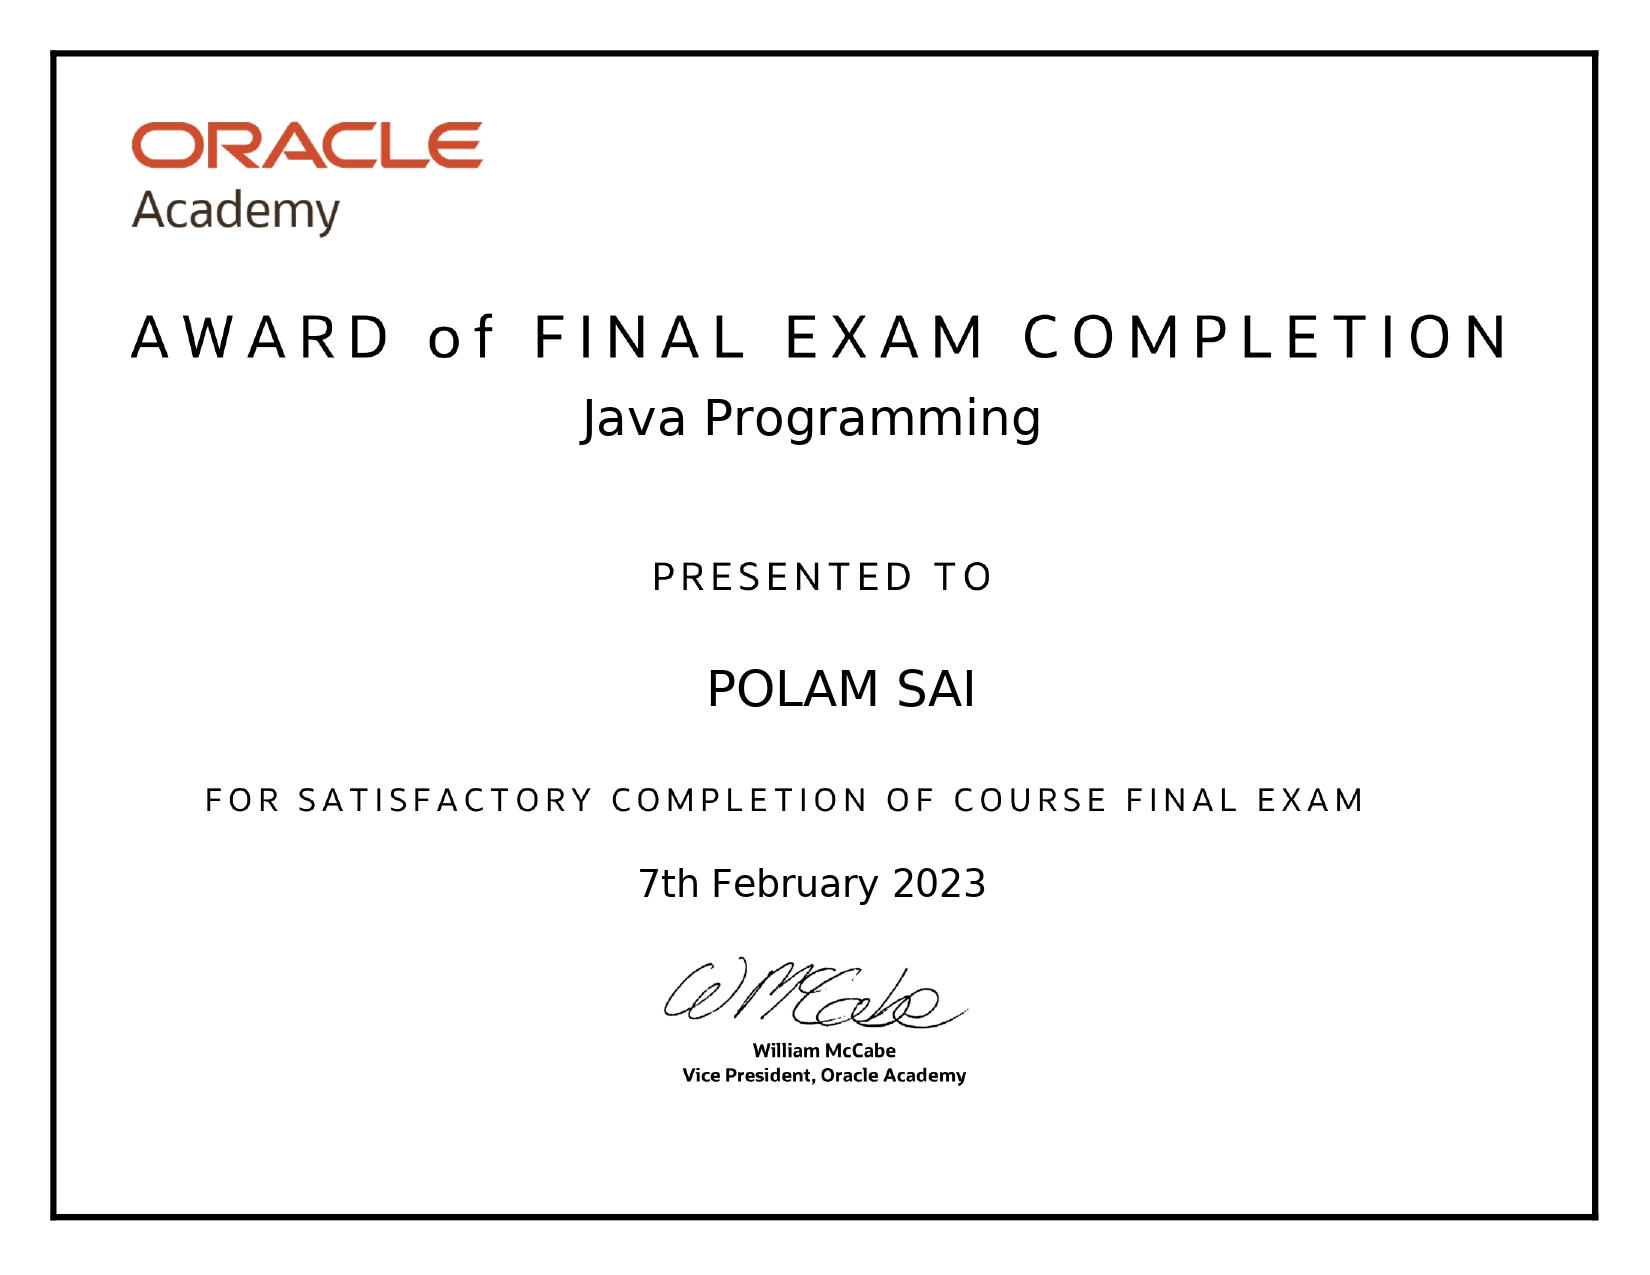 ORACLE
Academy
AWARD of FINAL EXAM COMPLETION
Java Programming
PRESENTED TO
POLAM SAI
FOR SATISFACTORY COMPLETION OF COURSE FINAL EXAM
7th February 2023
W McCabe
William McCabe
Vice President, Oracle Academy